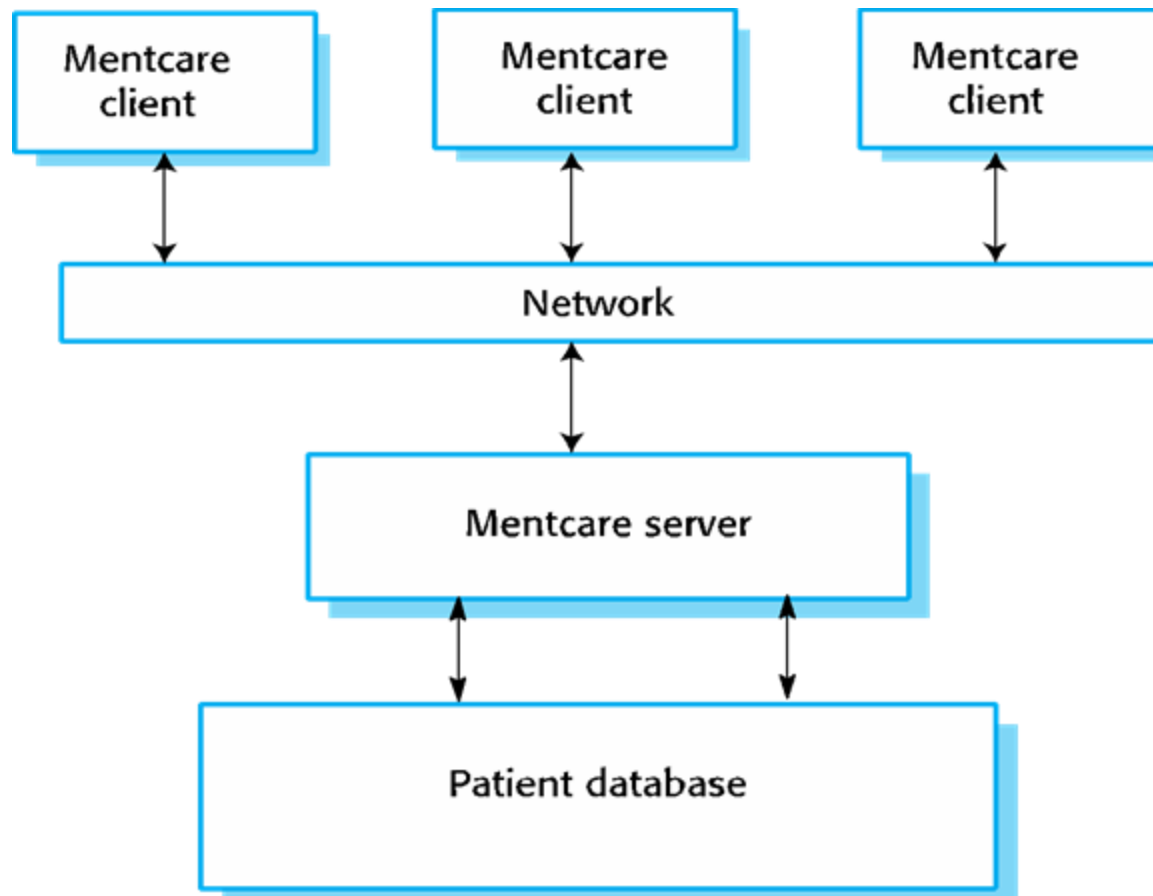 Mentcare
client
Mentcare
client
Mentcare
client
Network
Mentcare server
Patient database